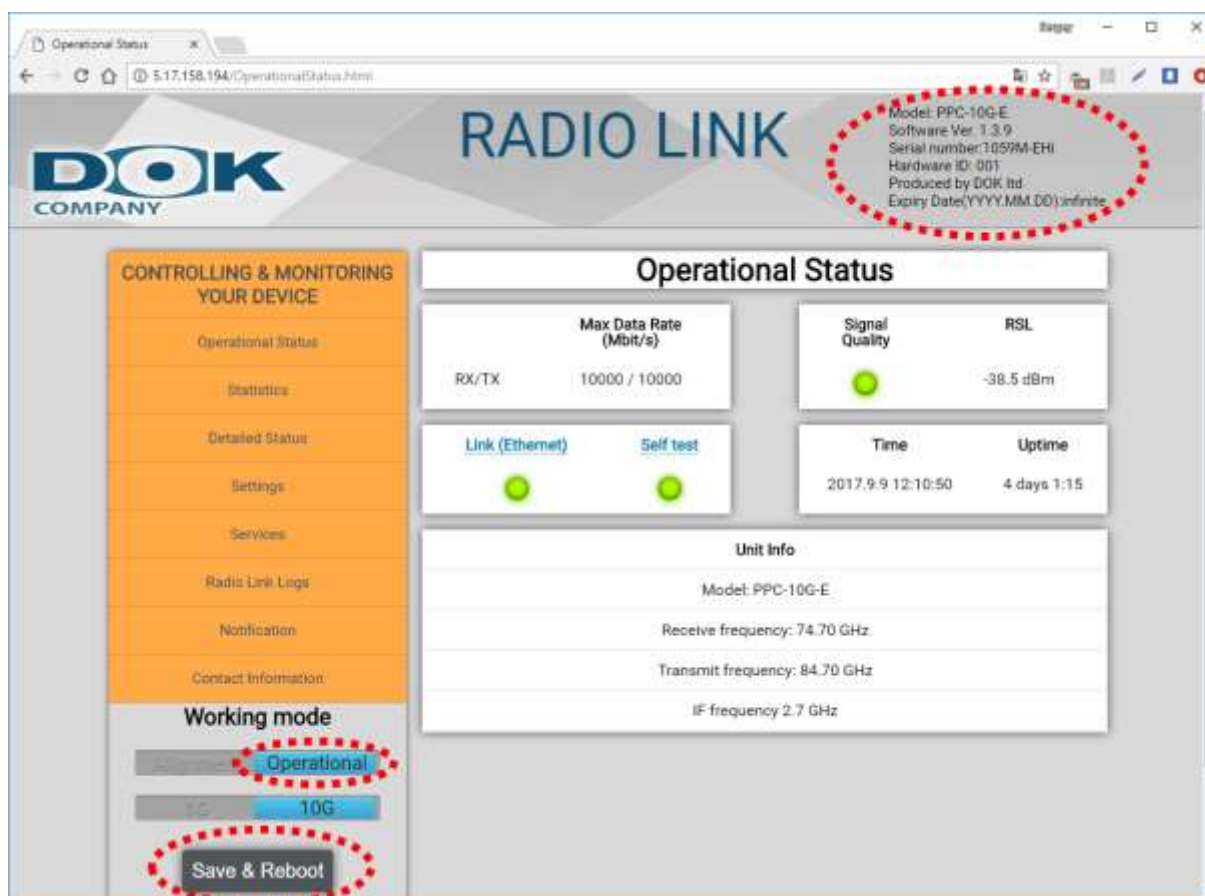 Operational Status
5.17.158.194/OperationalStatus.html
DOK
COMPANY
RADIO LINK
Model: PPC-10G-E
Software Ver. 1.3.9
Serial number:1059M-EHi
Hardware ID: 001
Produced by DOK ltd
Expiry Date(YYYY.MM.DD):infinite
CONTROLLING & MONITORING
YOUR DEVICE
Operational Status
Statistics
Detailed Status
Settings
Services
Radio Link Logs
Notification
Contact Information
Working mode
Alignment Operational
1G 10G
Save & Reboot
Operational Status
Max Data Rate
(Mbit/s)
RX/TX 10000 / 10000
Signal
Quality
RSL
-38.5 dBm
Link (Ethernet) Self test
Time Uptime
2017.9.9 12:10:50 4 days 1:15
Unit Info
Model: PPC-10G-E
Receive frequency: 74.70 GHz
Transmit frequency: 84.70 GHz
IF frequency 2.7 GHz